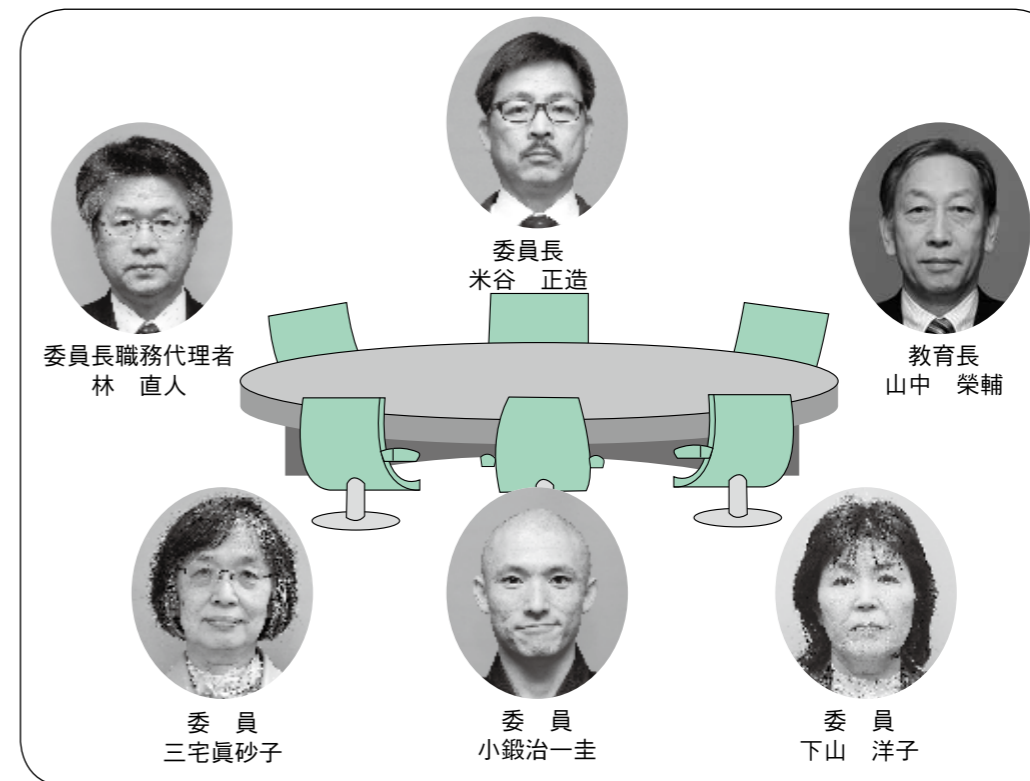 委員長
米谷　正造
委員長職務代理者
林　直人
教育長
山中　榮輔
委　員
三宅眞砂子
委　員
小鍛治一圭
委　員
下山　洋子